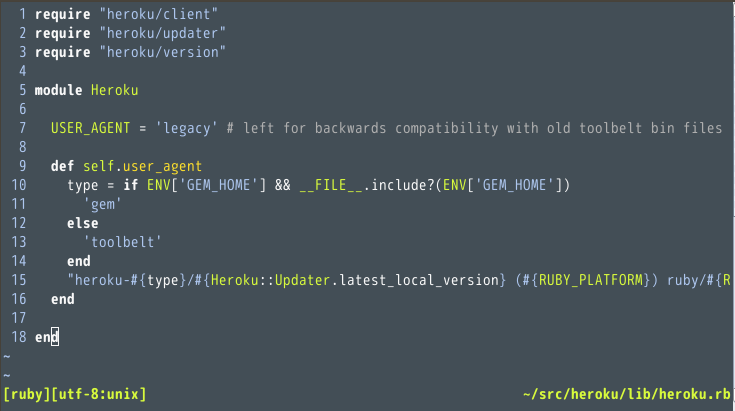 1 require "heroku/client"
2 require "heroku/updater"
3 require "heroku/version"
4
5 module Heroku
6
7   USER_AGENT = 'legacy' # left for backwards compatibility with old toolbelt bin files
8
9   def self.user_agent
10     type = if ENV['GEM_HOME'] && __FILE__.include?(ENV['GEM_HOME'])
11       'gem'
12     else
13       'toolbelt'
14     end
15     "heroku-#{type}/#{Heroku::Updater.latest_local_version} (#{RUBY_PLATFORM}) ruby/#{R
16   end
17
18 end
~
~
[ruby][utf-8:unix] ~/src/heroku/lib/heroku.rb